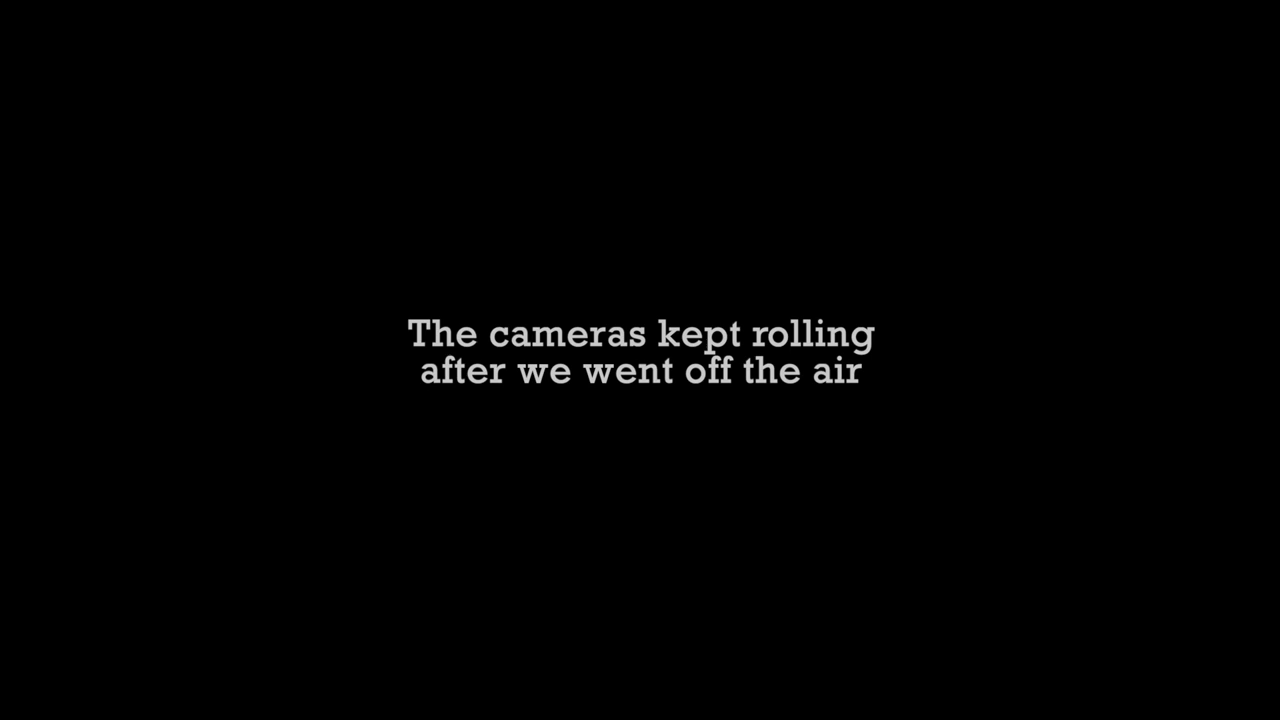 The cameras kept rolling
after we went off the air